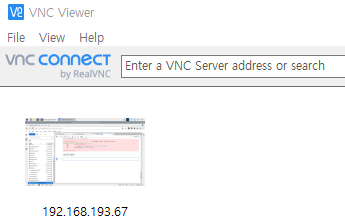 VNC Viewer
File View Help
vnc connect
by RealVNC
Enter a VNC Server address or search
192.168.193.67